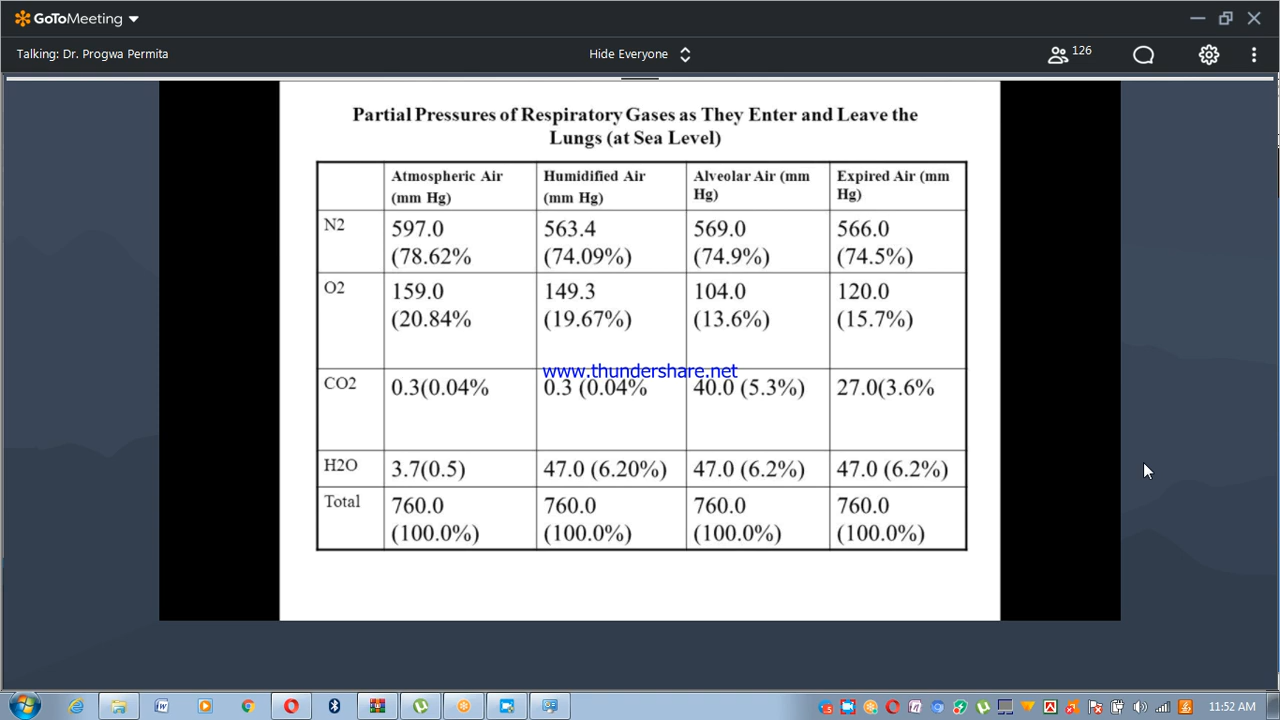 GoToMeeting
Talking: Dr. Progwa Permita
Hide Everyone
126
Partial Pressures of Respiratory Gases as They Enter and Leave the
Lungs (at Sea Level)
Atmospheric Air (mm Hg)
Humidified Air (mm Hg)
Alveolar Air (mm Hg)
Expired Air (mm Hg)
N2
597.0
(78.62%
563.4
(74.09%)
569.0
(74.9%)
566.0
(74.5%)
O2
159.0
(20.84%
149.3
(19.67%)
104.0
(13.6%)
120.0
(15.7%)
www.thundershare.net
CO2
0.3(0.04%
0.3 (0.04%
40.0 (5.3%)
27.0(3.6%
H2O
3.7(0.5)
47.0 (6.20%)
47.0 (6.2%)
47.0 (6.2%)
Total
760.0
(100.0%)
760.0
(100.0%)
760.0
(100.0%)
760.0
(100.0%)
11:52 AM